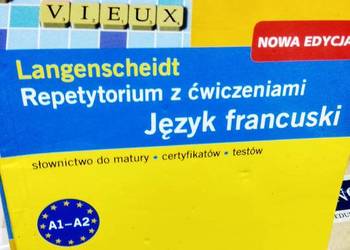 VIEUX
NOWA EDYCJA
Langenscheidt
Repetytorium z ćwiczeniami
Język francuski
słownictwo do matury • certyfikatów • testów
A1–A2